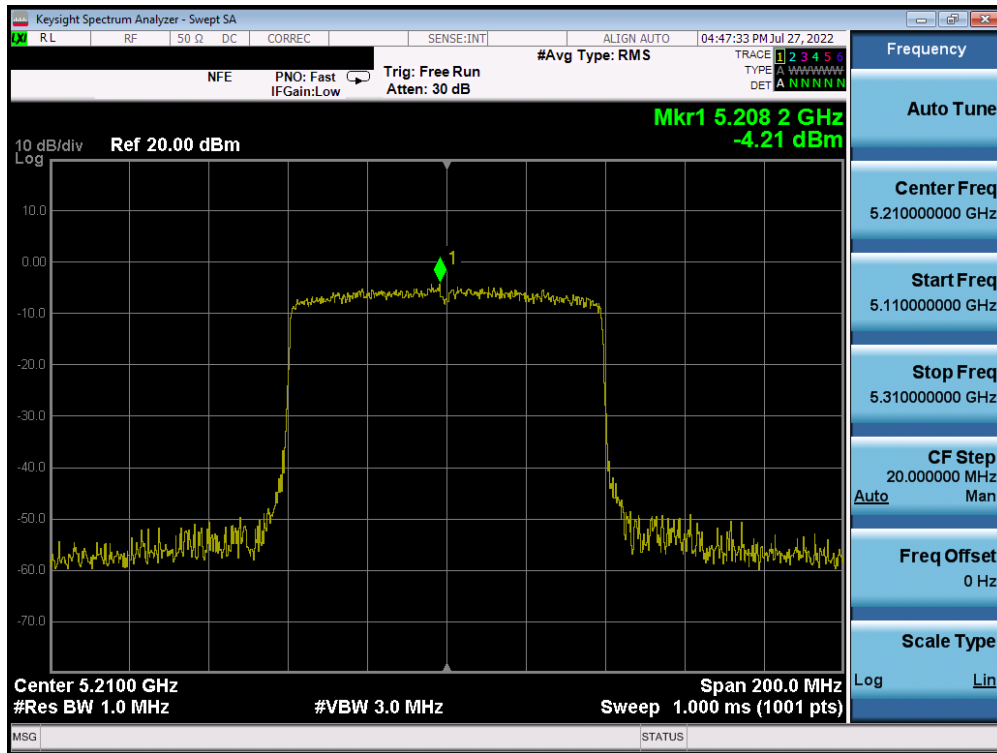 Keysight Spectrum Analyzer - Swept SA
LXI RL RF 50 Ω DC CORREC SENSE:INT ALIGN AUTO 04:47:33 PM Jul 27, 2022
#Avg Type: RMS
TRACE 1 2 3 4 5 6
TYPE A WWWWW
DET A N N N N N
NFE PNO: Fast Trig: Free Run
IFGain:Low Atten: 30 dB
Mkr1 5.208 2 GHz
-4.21 dBm
10 dB/div Ref 20.00 dBm
Log
10.0
0.00
-10.0
-20.0
-30.0
-40.0
-50.0
-60.0
-70.0
1
Center 5.2100 GHz Span 200.0 MHz
#Res BW 1.0 MHz #VBW 3.0 MHz Sweep 1.000 ms (1001 pts)
MSG STATUS
Frequency
Auto Tune
Center Freq
5.210000000 GHz
Start Freq
5.110000000 GHz
Stop Freq
5.310000000 GHz
CF Step
20.000000 MHz
Auto Man
Freq Offset
0 Hz
Scale Type
Log Lin